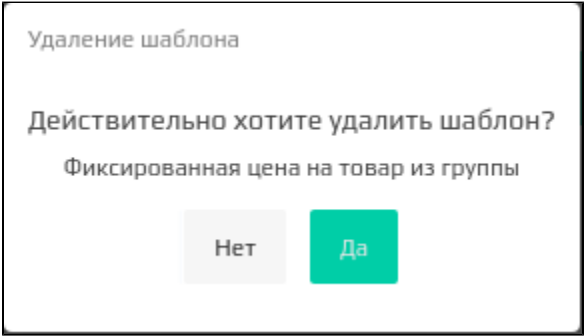 Удаление шаблона
Действительно хотите удалить шаблон?
Фиксированная цена на товар из группы
Нет
Да